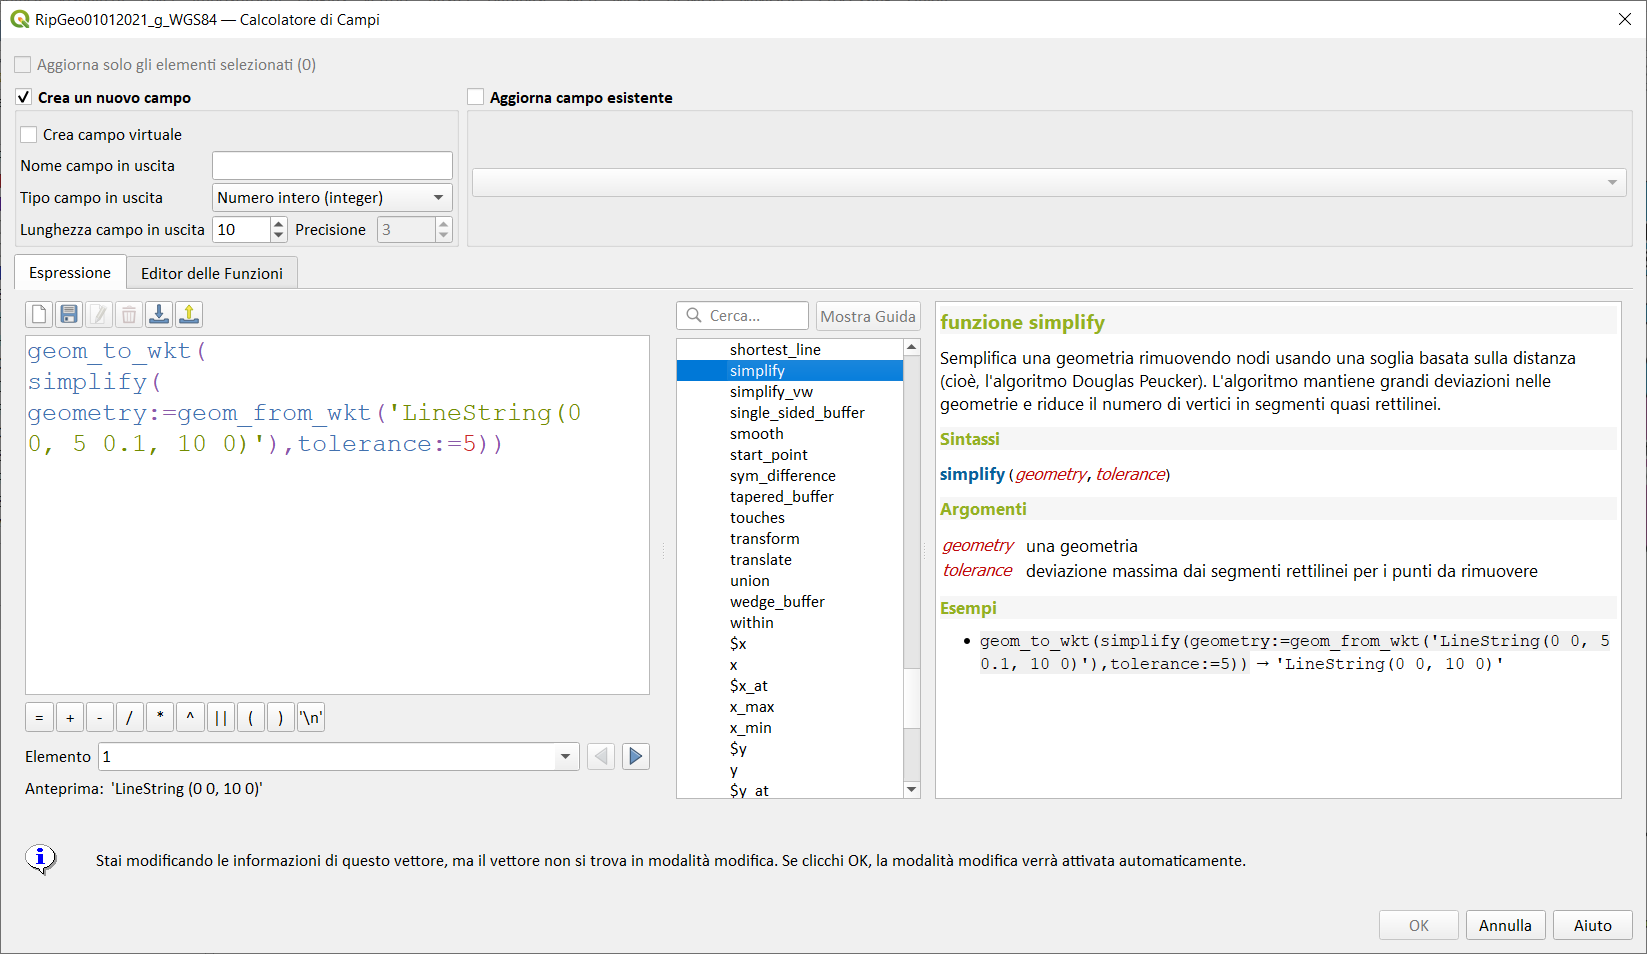 RipGeo01012021_g_WGS84 — Calcolatore di Campi
Aggiorna solo gli elementi selezionati (0)
Crea un nuovo campo
Aggiorna campo esistente
Crea campo virtuale
Nome campo in uscita
Tipo campo in uscita Numero intero (integer)
Lunghezza campo in uscita 10 Precisione 3
Espressione Editor delle Funzioni
geom_to_wkt(
simplify(
geometry:=geom_from_wkt('LineString(0
0, 5 0.1, 10 0)'),tolerance:=5))
= + - / * ^ || ( ) '\n'
Elemento 1
Anteprima: 'LineString (0 0, 10 0)'
Cerca... Mostra Guida
shortest_line
simplify
simplify_vw
single_sided_buffer
smooth
start_point
sym_difference
tapered_buffer
touches
transform
translate
union
wedge_buffer
within
$x
x
$x_at
x_max
x_min
$y
y
$y_at
funzione simplify
Semplifica una geometria rimuovendo nodi usando una soglia basata sulla distanza
(cioè, l'algoritmo Douglas Peucker). L'algoritmo mantiene grandi deviazioni nelle
geometrie e riduce il numero di vertici in segmenti quasi rettilinei.
Sintassi
simplify(geometry, tolerance)
Argomenti
geometry una geometria
tolerance deviazione massima dai segmenti rettilinei per i punti da rimuovere
Esempi
• geom_to_wkt(simplify(geometry:=geom_from_wkt('LineString(0 0, 5
0.1, 10 0)'),tolerance:=5)) → 'LineString(0 0, 10 0)'
Stai modificando le informazioni di questo vettore, ma il vettore non si trova in modalità modifica. Se clicchi OK, la modalità modifica verrà attivata automaticamente.
OK Annulla Aiuto